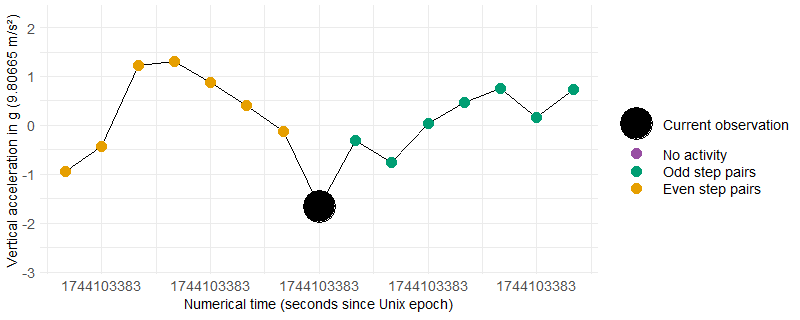 Vertical acceleration in g (9.80665 m/s²)
2
1
0
-1
-2
-3
1744103383 1744103383 1744103383 1744103383 1744103383
Numerical time (seconds since Unix epoch)
Current observation
No activity
Odd step pairs
Even step pairs